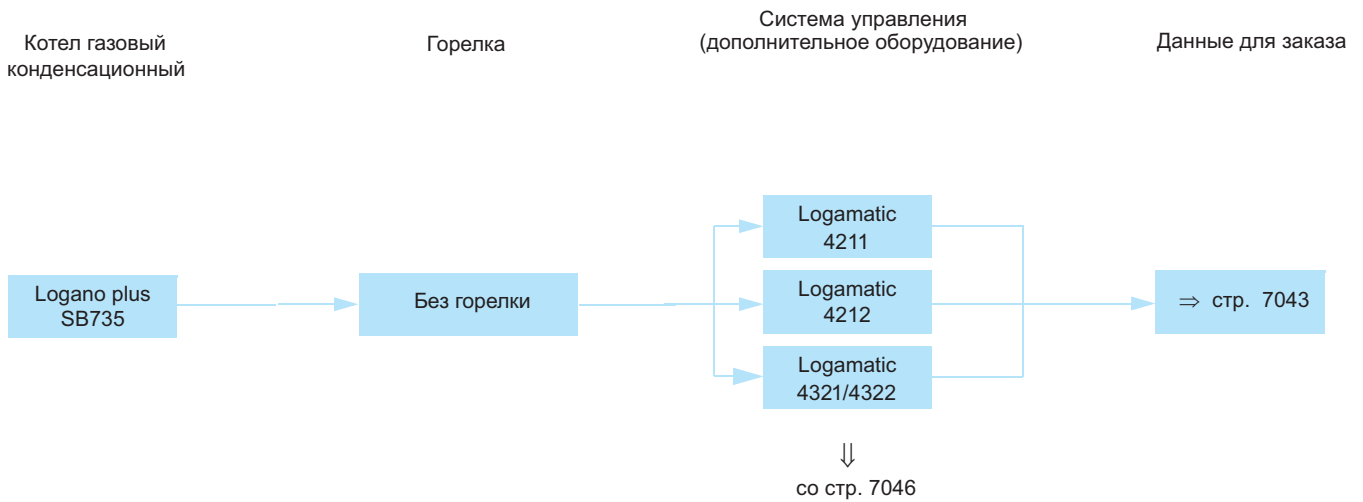 Котел газовый
конденсационный
Горелка
Система управления
(дополнительное оборудование)
Данные для заказа
Logano plus
SB735
Без горелки
Logamatic
4211
Logamatic
4212
Logamatic
4321/4322
⇒ стр. 7043
⇓
со стр. 7046